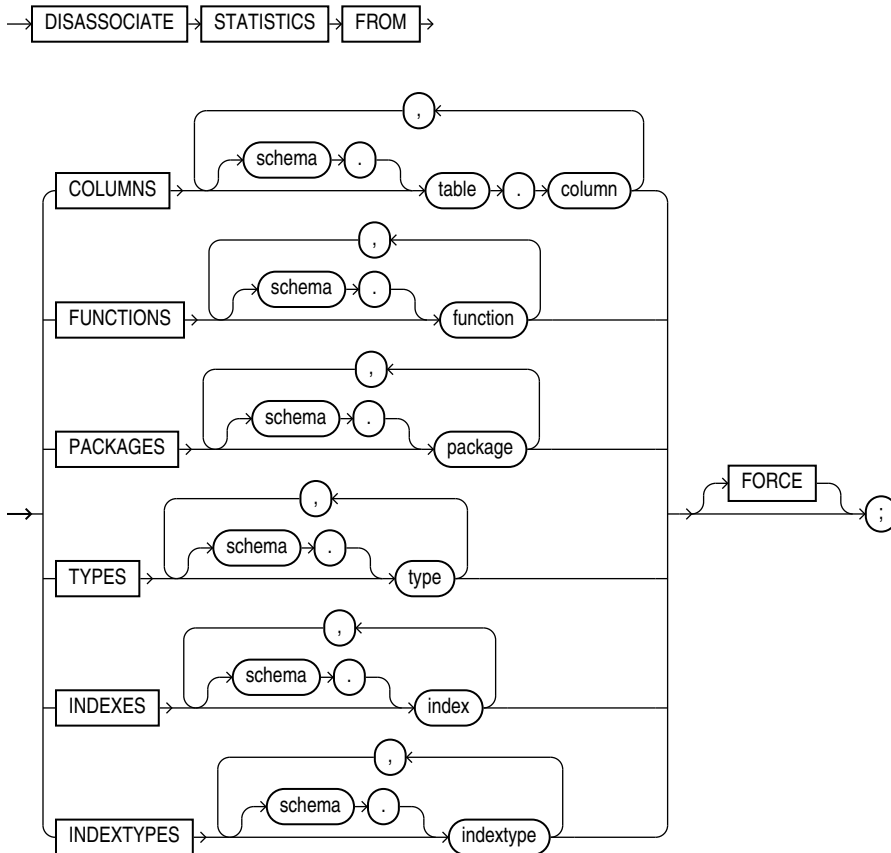 DISASSOCIATE STATISTICS FROM
,
schema .
COLUMNS table . column
,
schema .
FUNCTIONS function
,
schema .
PACKAGES package
FORCE
,
;
schema .
TYPES type
,
schema .
INDEXES index
,
schema .
INDEXTYPES indextype